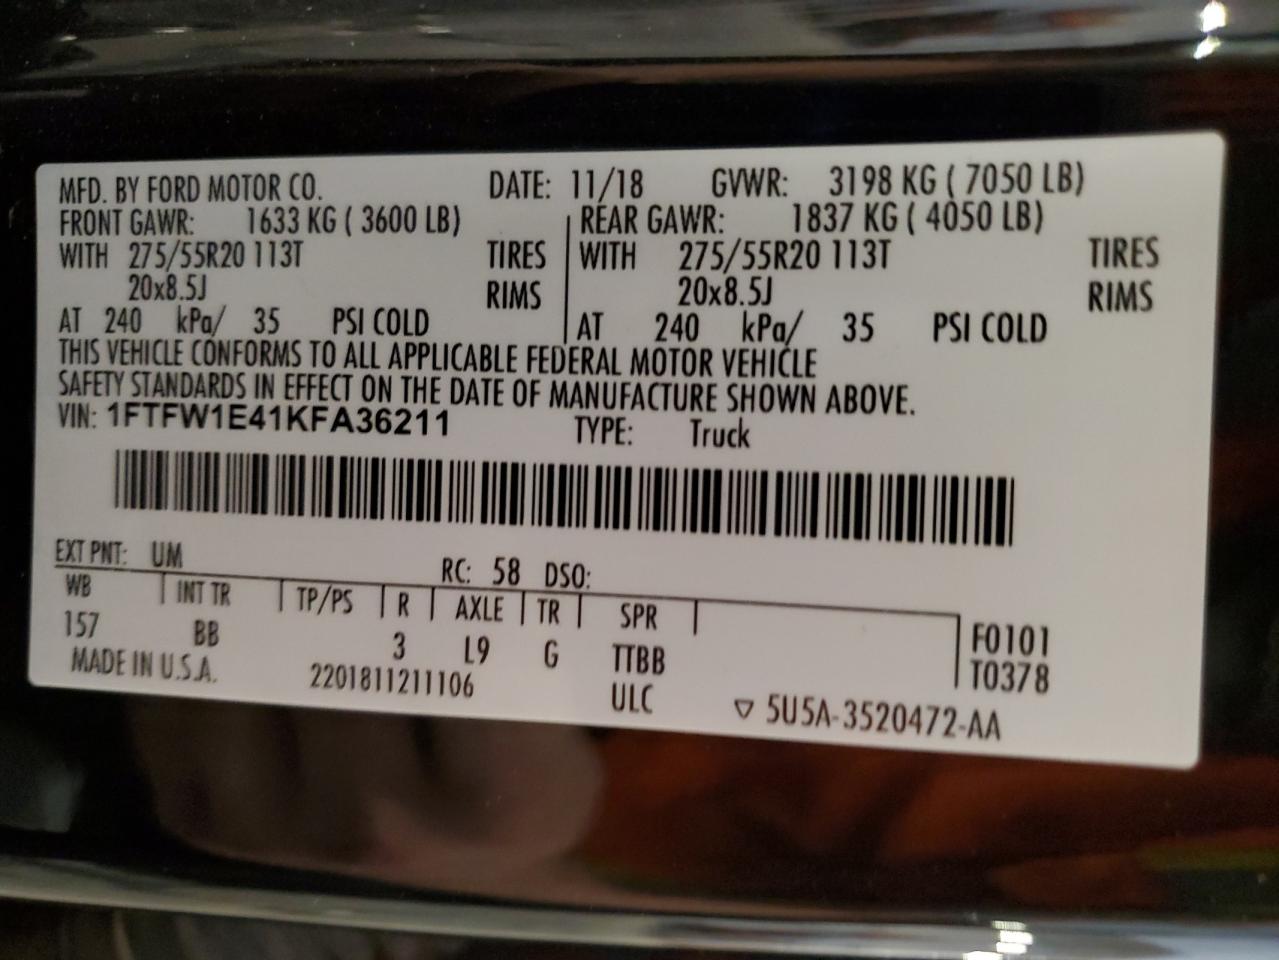 MFD. BY FORD MOTOR CO. DATE: 11/18 GVWR: 3198 KG ( 7050 LB)
FRONT GAWR: 1633 KG ( 3600 LB) REAR GAWR: 1837 KG ( 4050 LB)
WITH 275/55R20 113T TIRES WITH 275/55R20 113T TIRES
20x8.5J RIMS 20x8.5J RIMS
AT 240 kPa/ 35 PSI COLD AT 240 kPa/ 35 PSI COLD
THIS VEHICLE CONFORMS TO ALL APPLICABLE FEDERAL MOTOR VEHICLE
SAFETY STANDARDS IN EFFECT ON THE DATE OF MANUFACTURE SHOWN ABOVE.
VIN: 1FTFW1E41KFA36211 TYPE: Truck
EXT PNT: UM RC: 58 DSO:
WB INT TR TP/PS R AXLE TR SPR
157 BB 3 L9 G TTBB F0101
MADE IN U.S.A. 2201811211106 ULC T0378
▽ 5U5A-3520472-AA